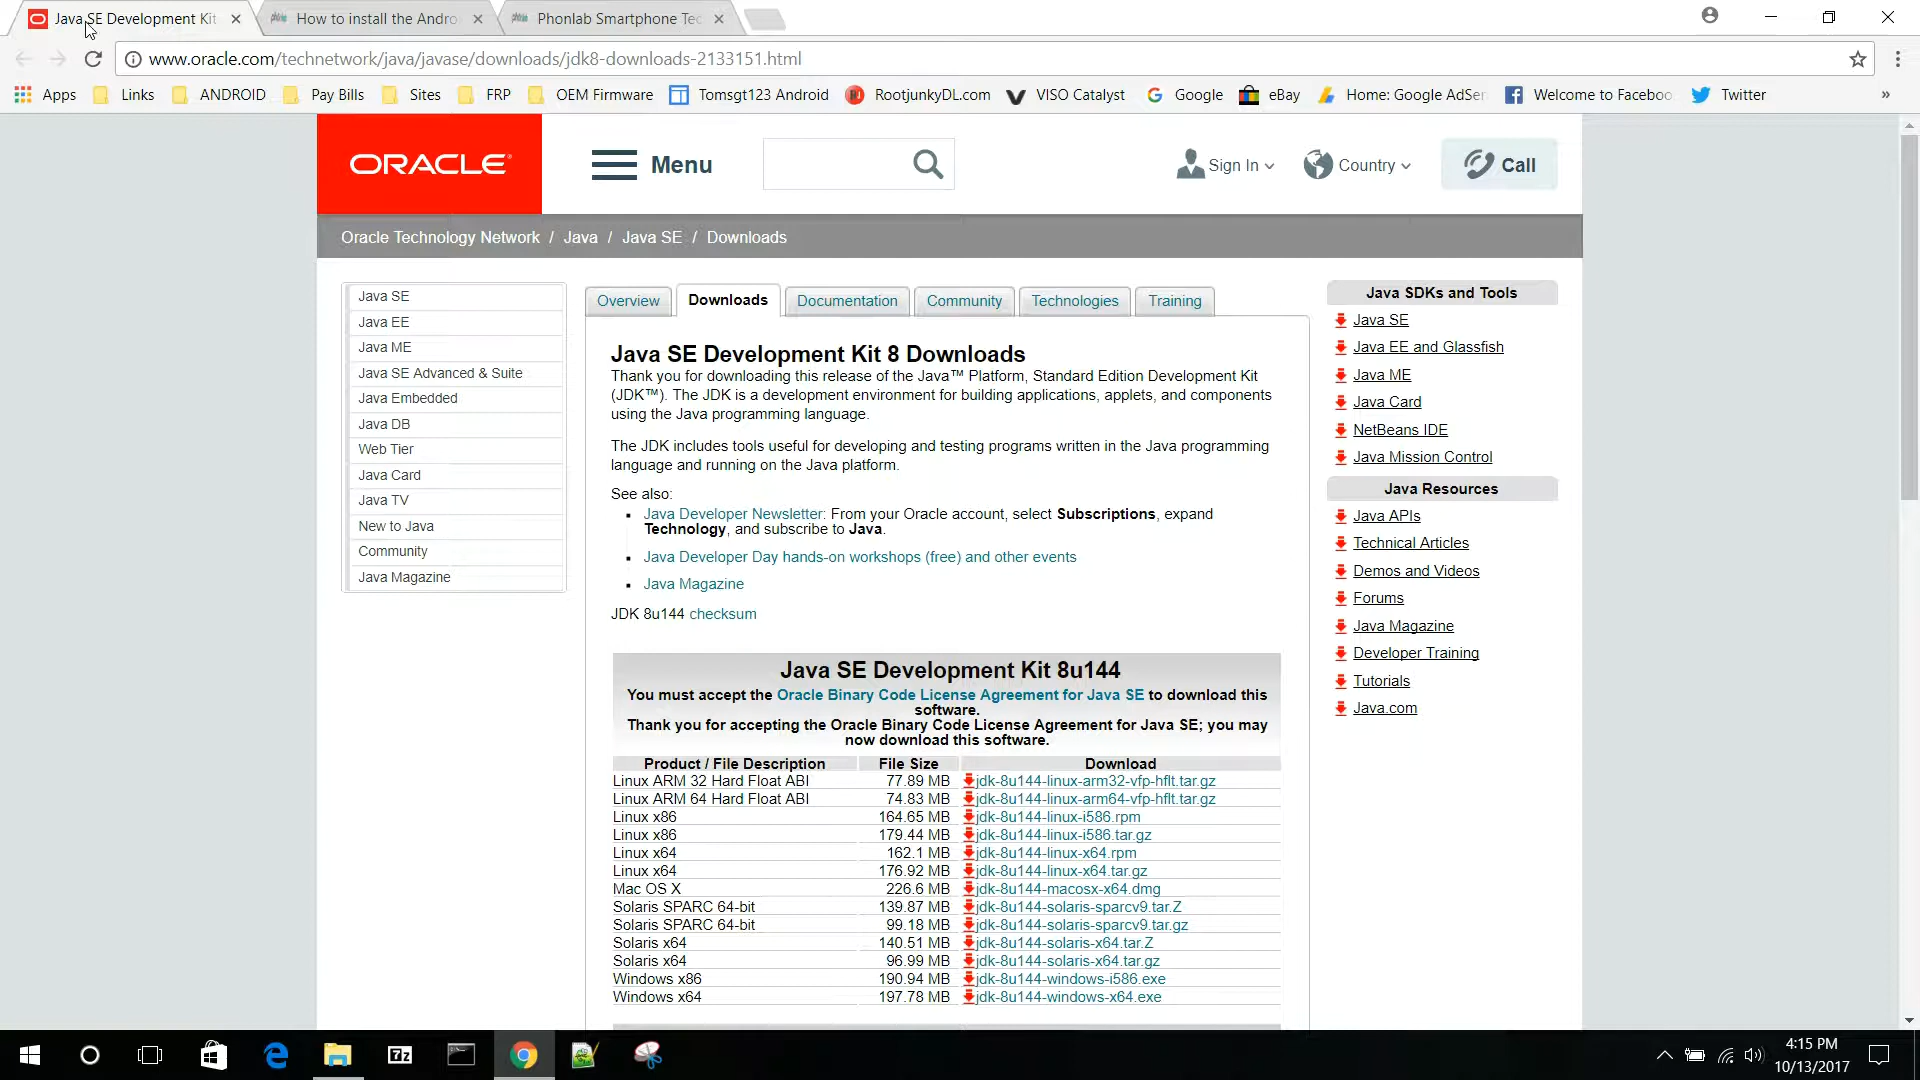 Java SE Development Kit
How to install the Andro
Phonlab Smartphone Tec
www.oracle.com/technetwork/java/javase/downloads/jdk8-downloads-2133151.html
Apps
Links
ANDROID
Pay Bills
Sites
FRP
OEM Firmware
Tomsgt123 Android
RootjunkyDL.com
VISO Catalyst
Google
eBay
Home: Google AdSen
Welcome to Faceboo
Twitter
»
ORACLE
Menu
Sign In
Country
Call
Oracle Technology Network / Java / Java SE / Downloads
Java SE
Java EE
Java ME
Java SE Advanced & Suite
Java Embedded
Java DB
Web Tier
Java Card
Java TV
New to Java
Community
Java Magazine
Overview
Downloads
Documentation
Community
Technologies
Training
Java SE Development Kit 8 Downloads
Thank you for downloading this release of the Java™ Platform, Standard Edition Development Kit
(JDK™). The JDK is a development environment for building applications, applets, and components
using the Java programming language.
The JDK includes tools useful for developing and testing programs written in the Java programming
language and running on the Java platform.
See also:
Java Developer Newsletter: From your Oracle account, select Subscriptions, expand
Technology, and subscribe to Java.
Java Developer Day hands-on workshops (free) and other events
Java Magazine
JDK 8u144 checksum
Java SE Development Kit 8u144
You must accept the Oracle Binary Code License Agreement for Java SE to download this
software.
Thank you for accepting the Oracle Binary Code License Agreement for Java SE; you may
now download this software.
Product / File Description File Size Download
Linux ARM 32 Hard Float ABI 77.89 MB jdk-8u144-linux-arm32-vfp-hflt.tar.gz
Linux ARM 64 Hard Float ABI 74.83 MB jdk-8u144-linux-arm64-vfp-hflt.tar.gz
Linux x86 164.65 MB jdk-8u144-linux-i586.rpm
Linux x86 179.44 MB jdk-8u144-linux-i586.tar.gz
Linux x64 162.1 MB jdk-8u144-linux-x64.rpm
Linux x64 176.92 MB jdk-8u144-linux-x64.tar.gz
Mac OS X 226.6 MB jdk-8u144-macosx-x64.dmg
Solaris SPARC 64-bit 139.87 MB jdk-8u144-solaris-sparcv9.tar.Z
Solaris SPARC 64-bit 99.18 MB jdk-8u144-solaris-sparcv9.tar.gz
Solaris x64 140.51 MB jdk-8u144-solaris-x64.tar.Z
Solaris x64 96.99 MB jdk-8u144-solaris-x64.tar.gz
Windows x86 190.94 MB jdk-8u144-windows-i586.exe
Windows x64 197.78 MB jdk-8u144-windows-x64.exe
Java SDKs and Tools
Java SE
Java EE and Glassfish
Java ME
Java Card
NetBeans IDE
Java Mission Control
Java Resources
Java APIs
Technical Articles
Demos and Videos
Forums
Java Magazine
Developer Training
Tutorials
Java.com
7z
4:15 PM
10/13/2017